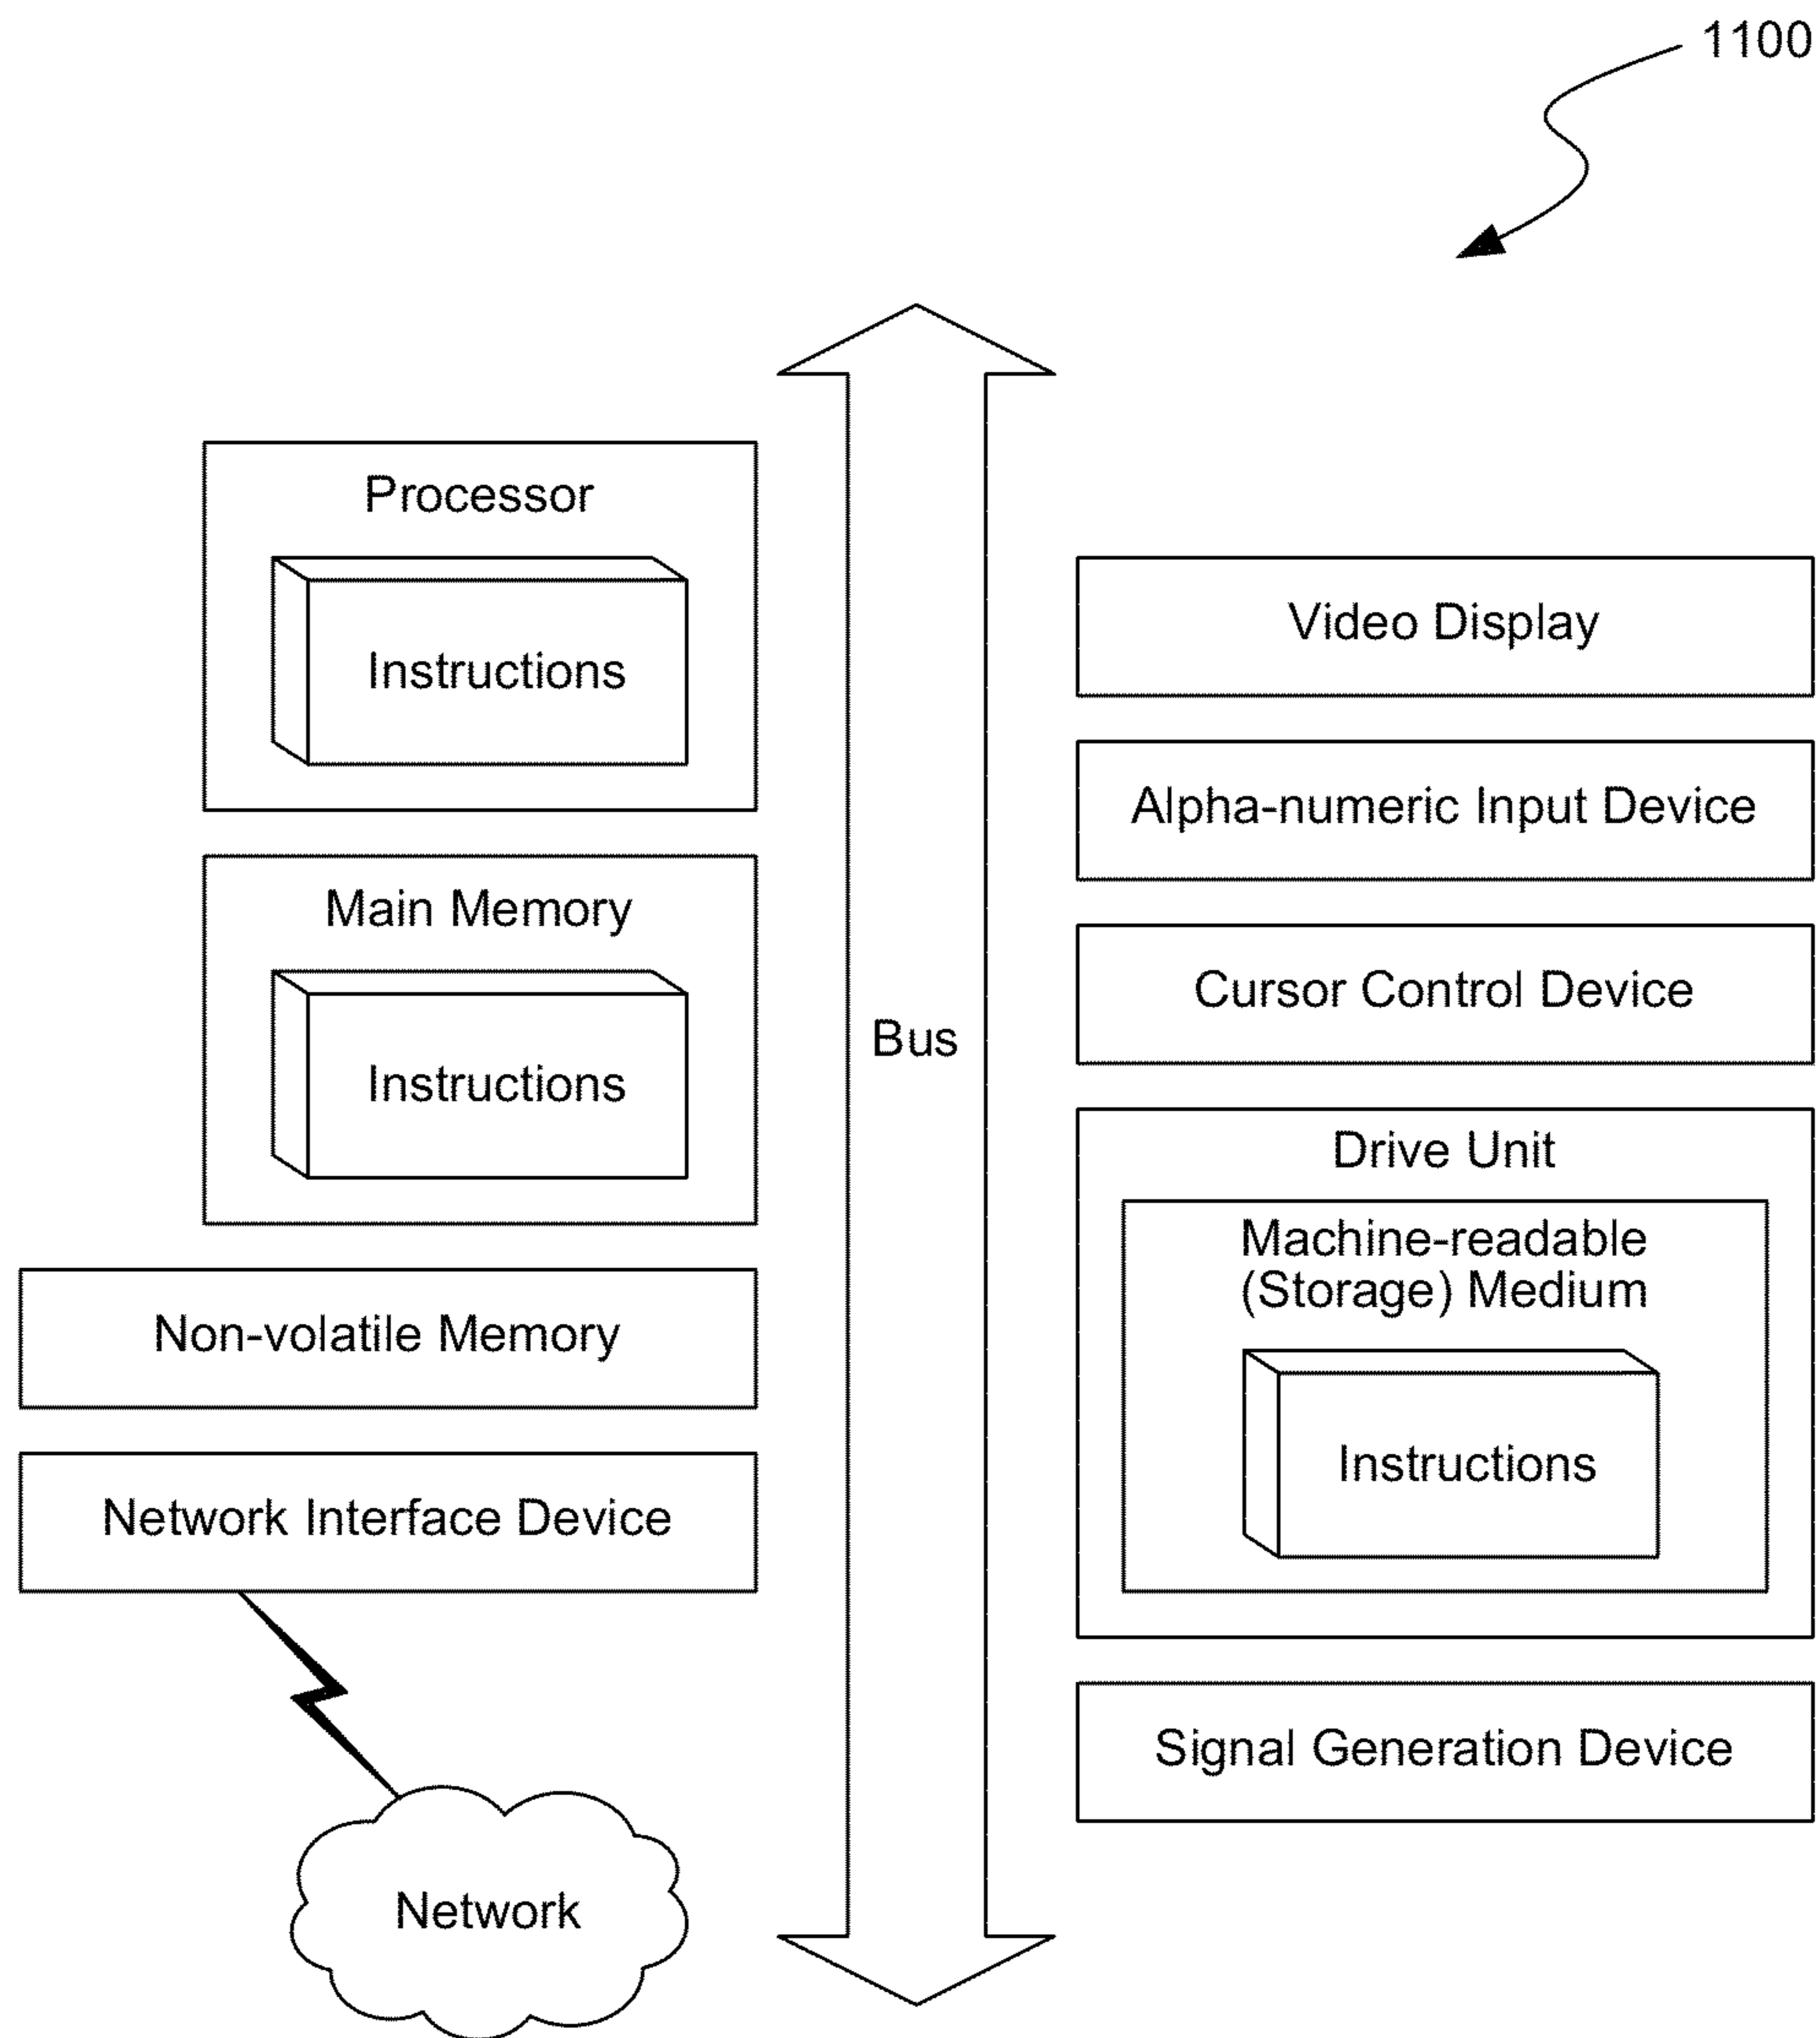 1100
Processor
Instructions
Main Memory
Instructions
Non-volatile Memory
Network Interface Device
Network
Bus
Video Display
Alpha-numeric Input Device
Cursor Control Device
Drive Unit
Machine-readable
(Storage) Medium
Instructions
Signal Generation Device